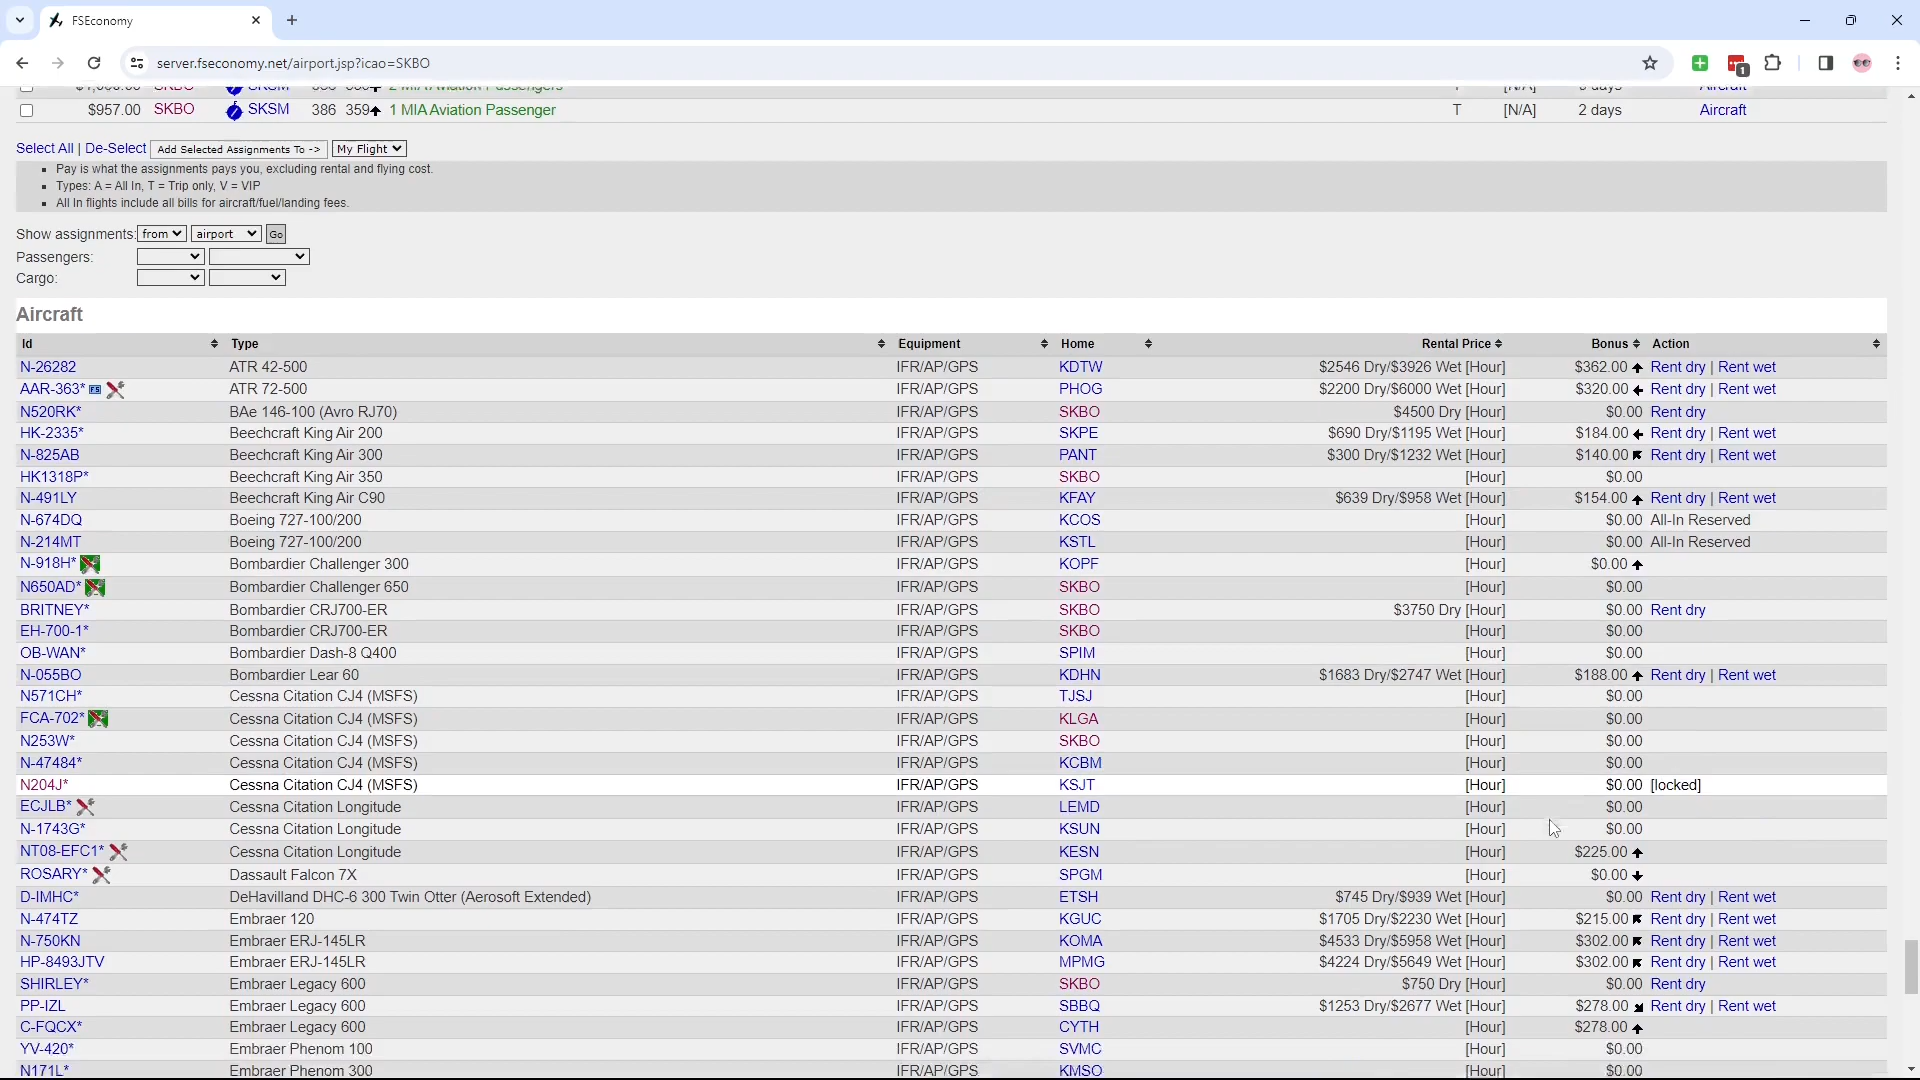 FSEconomy
server.fseconomy.net/airport.jsp?icao=SKBO
1
SKBO SKSM 2 MIA Aviation Passengers T [N/A] days Aircraft
$957.00 SKBO SKSM 386 359 1 MIA Aviation Passenger T [N/A] 2 days Aircraft
Select All | De-Select Add Selected Assignments To -> My Flight
Pay is what the assignments pays you, excluding rental and flying cost.
Types: A = All In, T = Trip only, V = VIP
All In flights include all bills for aircraft/fuel/landing fees.
Show assignments: from airport Go
Passengers:
Cargo:
Aircraft
Id Type Equipment Home Rental Price Bonus Action
N-26282 ATR 42-500 IFR/AP/GPS KDTW $2546 Dry/$3926 Wet [Hour] $362.00 Rent dry | Rent wet
AAR-363* FS ATR 72-500 IFR/AP/GPS PHOG $2200 Dry/$6000 Wet [Hour] $320.00 Rent dry | Rent wet
N520RK* BAe 146-100 (Avro RJ70) IFR/AP/GPS SKBO $4500 Dry [Hour] $0.00 Rent dry
HK-2335* Beechcraft King Air 200 IFR/AP/GPS SKPE $690 Dry/$1195 Wet [Hour] $184.00 Rent dry | Rent wet
N-825AB Beechcraft King Air 300 IFR/AP/GPS PANT $300 Dry/$1232 Wet [Hour] $140.00 Rent dry | Rent wet
HK1318P* Beechcraft King Air 350 IFR/AP/GPS SKBO [Hour] $0.00
N-491LY Beechcraft King Air C90 IFR/AP/GPS KFAY $639 Dry/$958 Wet [Hour] $154.00 Rent dry | Rent wet
N-674DQ Boeing 727-100/200 IFR/AP/GPS KCOS [Hour] $0.00 All-In Reserved
N-214MT Boeing 727-100/200 IFR/AP/GPS KSTL [Hour] $0.00 All-In Reserved
N-918H* Bombardier Challenger 300 IFR/AP/GPS KOPF [Hour] $0.00
N650AD* Bombardier Challenger 650 IFR/AP/GPS SKBO [Hour] $0.00
BRITNEY* Bombardier CRJ700-ER IFR/AP/GPS SKBO $3750 Dry [Hour] $0.00 Rent dry
EH-700-1* Bombardier CRJ700-ER IFR/AP/GPS SKBO [Hour] $0.00
OB-WAN* Bombardier Dash-8 Q400 IFR/AP/GPS SPIM [Hour] $0.00
N-055BO Bombardier Lear 60 IFR/AP/GPS KDHN $1683 Dry/$2747 Wet [Hour] $188.00 Rent dry | Rent wet
N571CH* Cessna Citation CJ4 (MSFS) IFR/AP/GPS TJSJ [Hour] $0.00
FCA-702* Cessna Citation CJ4 (MSFS) IFR/AP/GPS KLGA [Hour] $0.00
N253W* Cessna Citation CJ4 (MSFS) IFR/AP/GPS SKBO [Hour] $0.00
N-47484* Cessna Citation CJ4 (MSFS) IFR/AP/GPS KCBM [Hour] $0.00
N204J* Cessna Citation CJ4 (MSFS) IFR/AP/GPS KSJT [Hour] $0.00 [locked]
ECJLB* Cessna Citation Longitude IFR/AP/GPS LEMD [Hour] $0.00
N-1743G* Cessna Citation Longitude IFR/AP/GPS KSUN [Hour] $0.00
NT08-EFC1* Cessna Citation Longitude IFR/AP/GPS KESN [Hour] $225.00
ROSARY* Dassault Falcon 7X IFR/AP/GPS SPGM [Hour] $0.00
D-IMHC* DeHavilland DHC-6 300 Twin Otter (Aerosoft Extended) IFR/AP/GPS ETSH $745 Dry/$939 Wet [Hour] $0.00 Rent dry | Rent wet
N-474TZ Embraer 120 IFR/AP/GPS KGUC $1705 Dry/$2230 Wet [Hour] $215.00 Rent dry | Rent wet
N-750KN Embraer ERJ-145LR IFR/AP/GPS KOMA $4533 Dry/$5958 Wet [Hour] $302.00 Rent dry | Rent wet
HP-8493JTV Embraer ERJ-145LR IFR/AP/GPS MPMG $4224 Dry/$5649 Wet [Hour] $302.00 Rent dry | Rent wet
SHIRLEY* Embraer Legacy 600 IFR/AP/GPS SKBO $750 Dry [Hour] $0.00 Rent dry
PP-IZL Embraer Legacy 600 IFR/AP/GPS SBBQ $1253 Dry/$2677 Wet [Hour] $278.00 Rent dry | Rent wet
C-FQCX* Embraer Legacy 600 IFR/AP/GPS CYTH [Hour] $278.00
YV-420* Embraer Phenom 100 IFR/AP/GPS SVMC [Hour] $0.00
N171L* Embraer Phenom 300 IFR/AP/GPS KMSO [Hour] $0.00